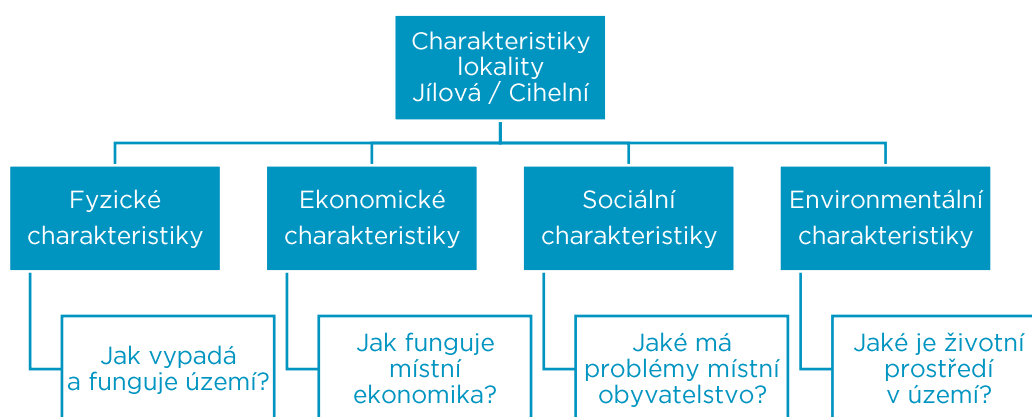 Charakteristiky
lokality
Jílová / Cihelní
Fyzické
charakteristiky
Ekonomické
charakteristiky
Sociální
charakteristiky
Environmentální
charakteristiky
Jak vypadá
a funguje území?
Jak funguje
místní
ekonomika?
Jaké má
problémy místní
obyvatelstvo?
Jaké je životní
prostředí
v území?